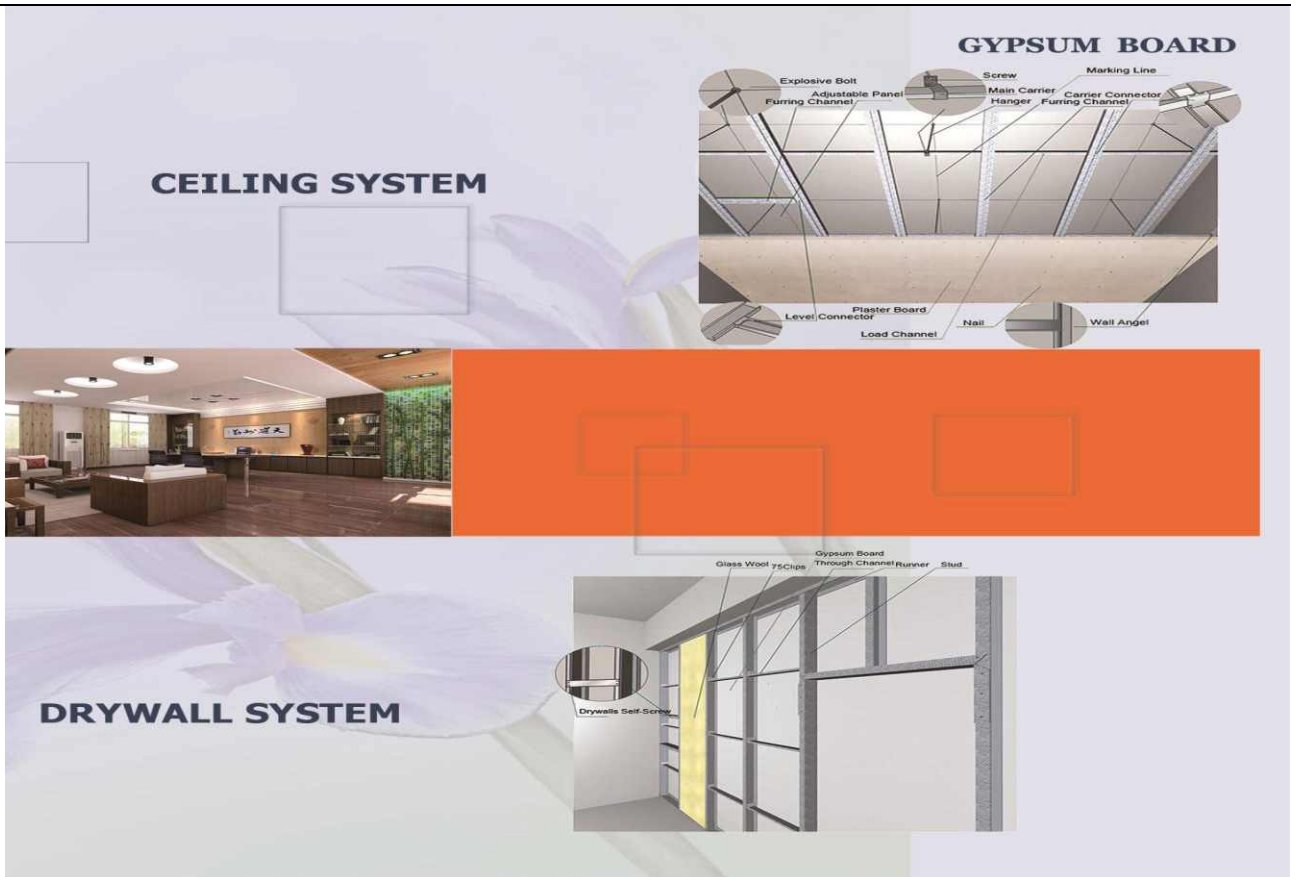 GYPSUM BOARD
CEILING SYSTEM
Explosive Bolt
Adjustable Panel
Furring Channel
Screw
Main Carrier
Hanger
Marking Line
Carrier Connector
Furring Channel
Level Connector
Plaster Board
Load Channel
Nail
Wall Angel
Gypsum Board
Glass Wool
75Clips
Through Channel
Runner
Stud
Drywalls Self-Screw
DRYWALL SYSTEM